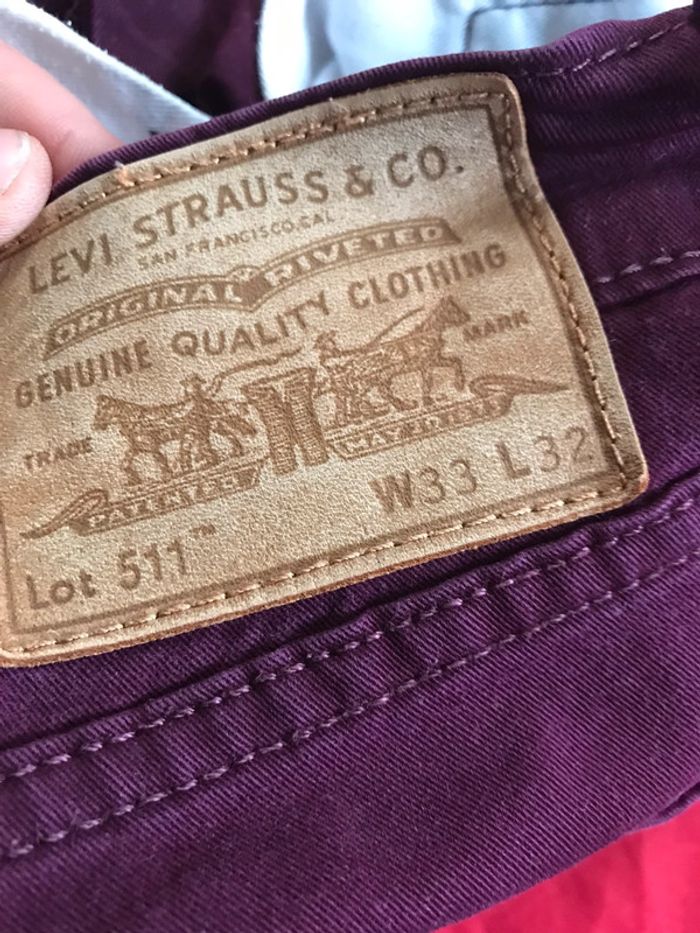 LEVI STRAUSS & CO.
SAN FRANCISCO, CAL.
ORIGINAL RIVETED
GENUINE QUALITY CLOTHING
TRADE MARK
PATENTED MAY 20 1873
Lot 511™ W33 L32